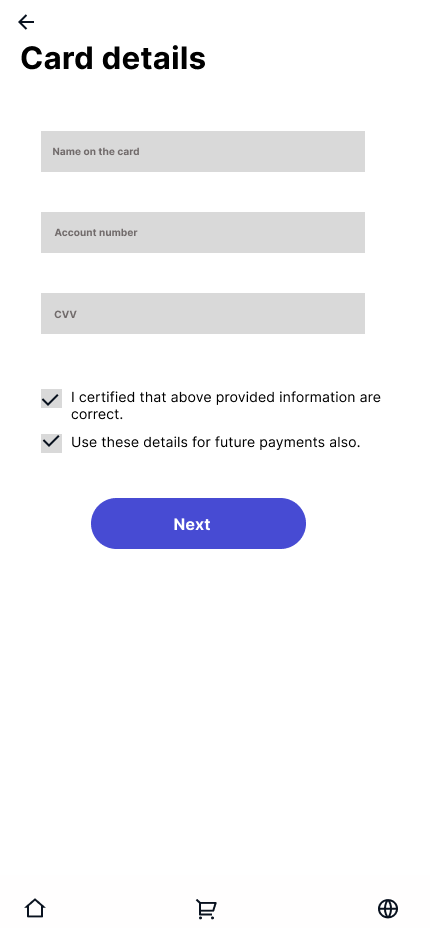 Card details
Name on the card
Account number
CVV
I certified that above provided information are
correct.
Use these details for future payments also.
Next